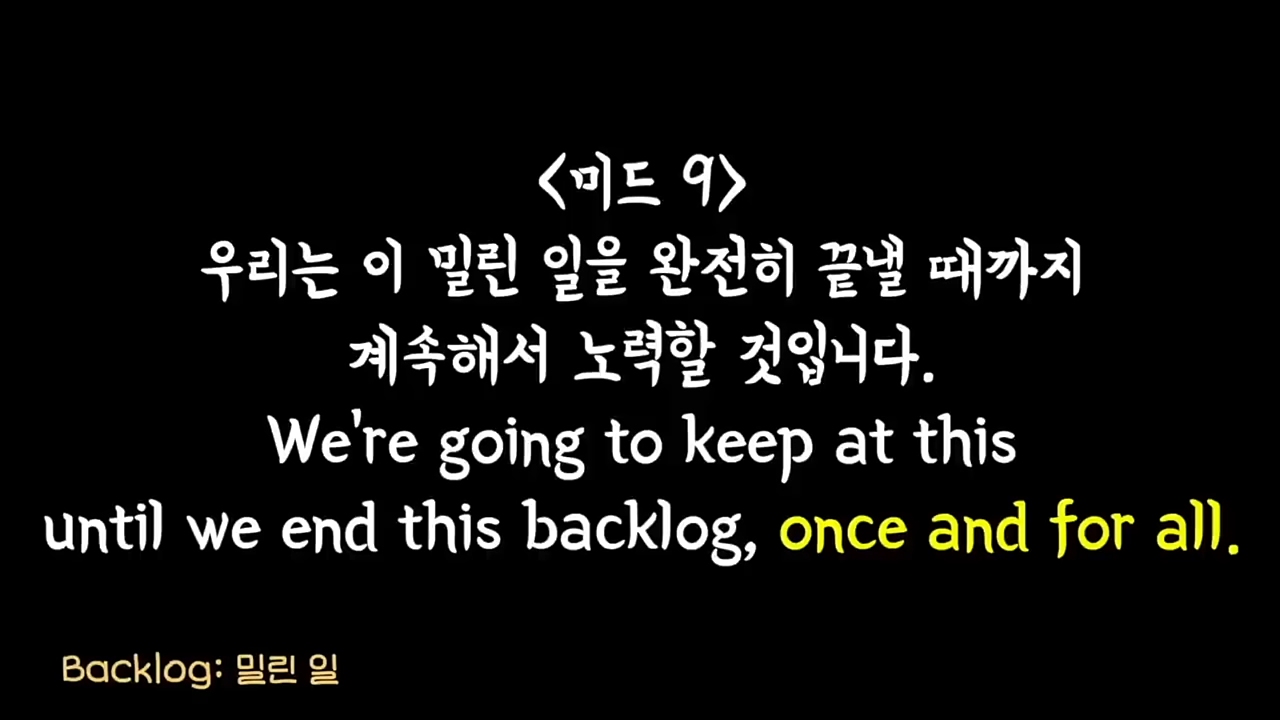 <미드 9>
우리는 이 밀린 일을 완전히 끝낼 때까지
계속해서 노력할 것입니다.
We're going to keep at this
until we end this backlog, once and for all.
Backlog: 밀린 일